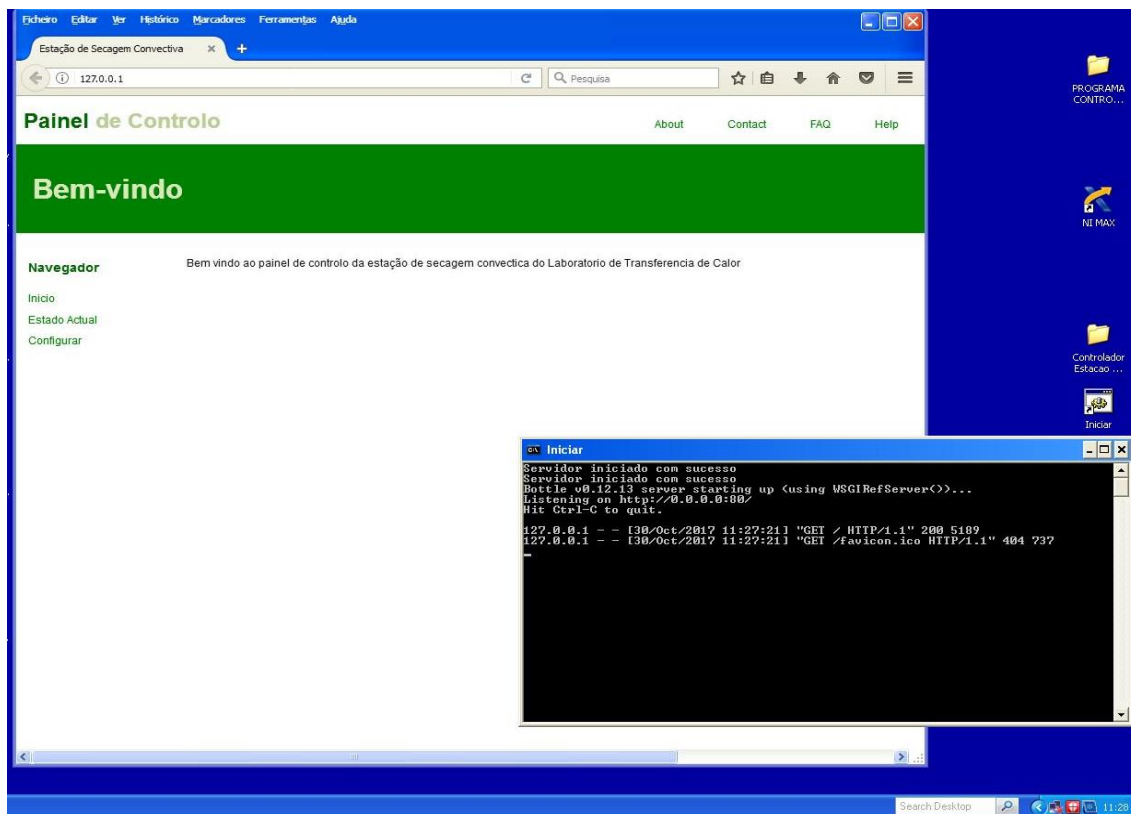 Ficheiro Editar Ver Histórico Marcadores Ferramentas Ajuda
Estação de Secagem Convectiva
127.0.0.1
Pesquisa
Painel de Controlo
About Contact FAQ Help
Bem-vindo
Navegador
Bem vindo ao painel de controlo da estação de secagem convectica do Laboratorio de Transferencia de Calor
Inicio
Estado Actual
Configurar
PROGRAMA
CONTRO...
NI MAX
Controlador
Estacao ...
Iniciar
Iniciar
Servidor iniciado com sucesso
Servidor iniciado com sucesso
Bottle v0.12.13 server starting up (using WSGIRefServer())...
Listening on http://0.0.0.0:80/
Hit Ctrl-C to quit.
127.0.0.1 - - [30/Oct/2017 11:27:21] "GET / HTTP/1.1" 200 5189
127.0.0.1 - - [30/Oct/2017 11:27:21] "GET /favicon.ico HTTP/1.1" 404 737
Search Desktop
11:28